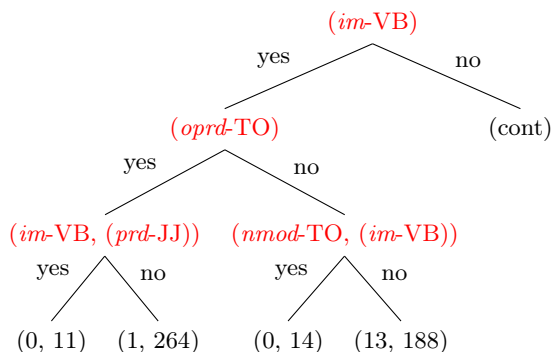 (im-VB)
yes no
(oprd-TO) (cont)
yes no
(im-VB, (prd-JJ)) (nmod-TO, (im-VB))
yes no yes no
(0, 11) (1, 264) (0, 14) (13, 188)